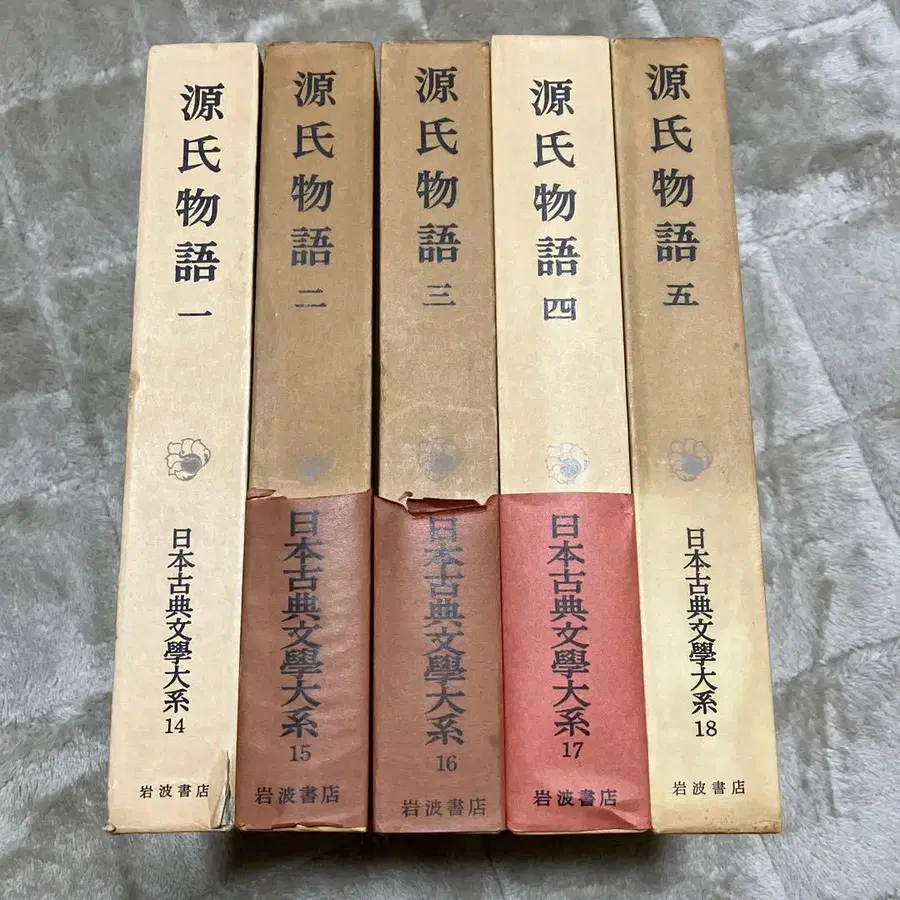 源氏物語 一
日本古典文學大系 14
岩波書店
源氏物語 二
日本古典文學大系 15
岩波書店
源氏物語 三
日本古典文學大系 16
岩波書店
源氏物語 四
日本古典文學大系 17
岩波書店
源氏物語 五
日本古典文學大系 18
岩波書店